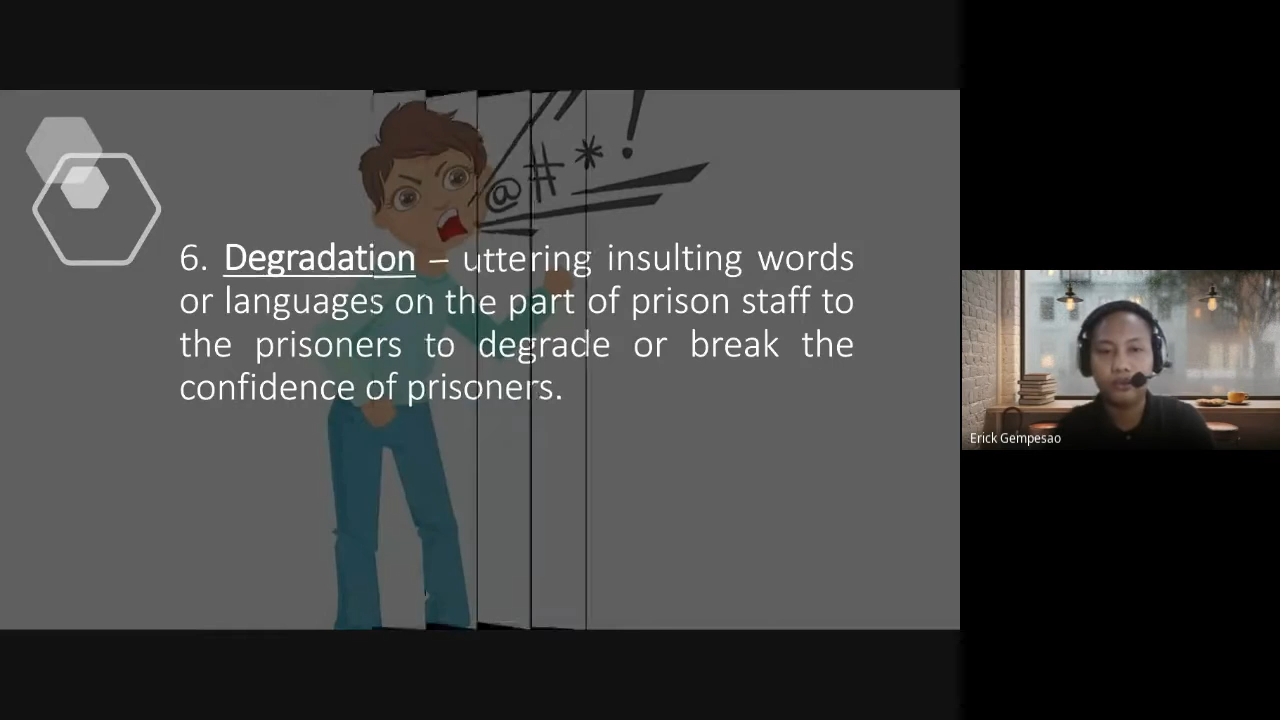 @#*!
6. Degradation – uttering insulting words
or languages on the part of prison staff to
the prisoners to degrade or break the
confidence of prisoners.
Erick Gempesao